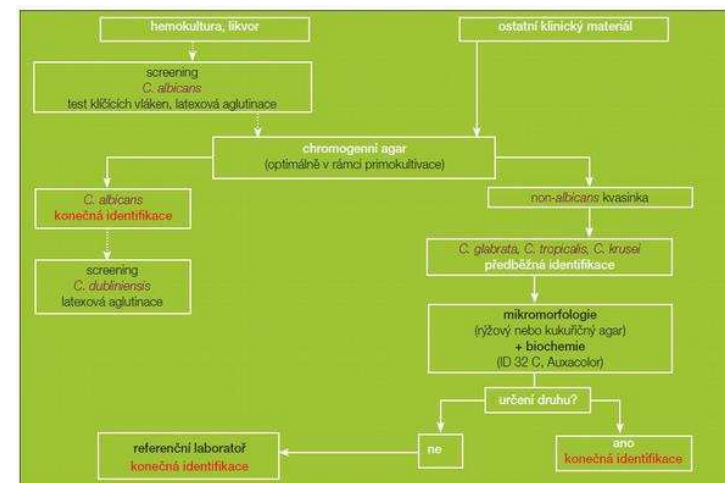 hemokultura, likvor
ostatní klinický materiál
screening
C. albicans
test klíčících vláken, latexová aglutinace
chromogenní agar
(optimálně v rámci primokultivace)
C. albicans
konečná identifikace
non-albicans kvasinka
screening
C. dubliniensis
latexová aglutinace
C. glabrata, C. tropicalis, C. krusei
předběžná identifikace
mikromorfologie
(rýžový nebo kukuřičný agar)
+ biochemie
(ID 32 C, Auxacolor)
určení druhu?
referenční laboratoř
konečná identifikace
ne
ano
konečná identifikace